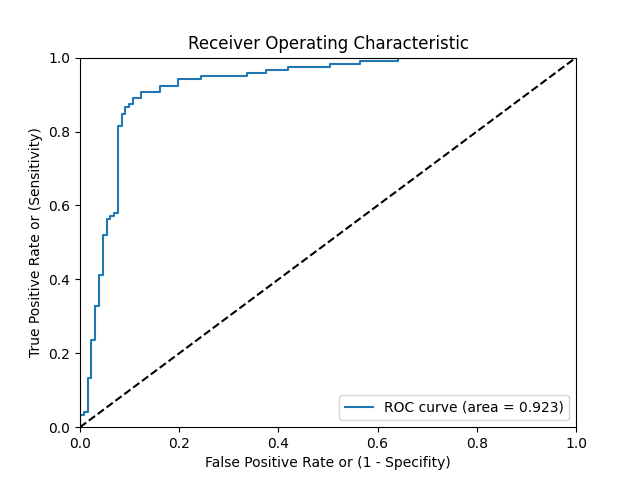 Receiver Operating Characteristic
1.0
0.8
0.6
0.4
0.2
0.0
True Positive Rate or (Sensitivity)
ROC curve (area = 0.923)
0.0 0.2 0.4 0.6 0.8 1.0
False Positive Rate or (1 - Specifity)